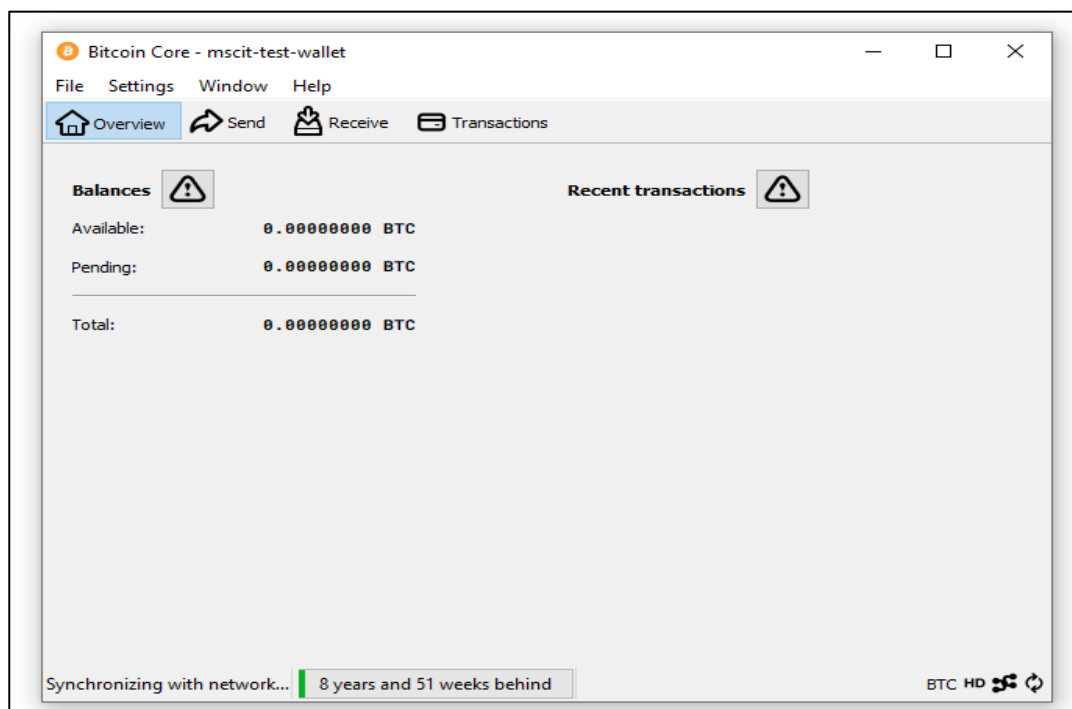 Bitcoin Core - mscit-test-wallet
File Settings Window Help
Overview Send Receive Transactions
Balances Recent transactions
Available: 0.00000000 BTC
Pending: 0.00000000 BTC
Total: 0.00000000 BTC
Synchronizing with network... 8 years and 51 weeks behind BTC HD